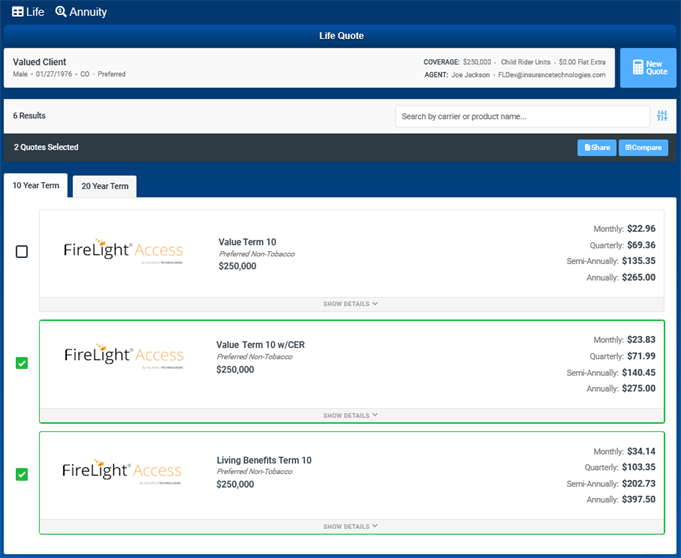 Life Annuity
Life Quote
Valued Client
Male · 01/27/1976 · CO · Preferred
COVERAGE: $250,000 · Child Rider Units · $0.00 Flat Extra
AGENT: Joe Jackson · FLDev@insurancetechnologies.com
New
Quote
6 Results
Search by carrier or product name...
2 Quotes Selected
Share
Compare
10 Year Term
20 Year Term
FireLight® Access
Value Term 10
Preferred Non-Tobacco
$250,000
Monthly: $22.96
Quarterly: $69.36
Semi-Annually: $135.35
Annually: $265.00
SHOW DETAILS
FireLight® Access
Value Term 10 w/CER
Preferred Non-Tobacco
$250,000
Monthly: $23.83
Quarterly: $71.99
Semi-Annually: $140.45
Annually: $275.00
SHOW DETAILS
FireLight® Access
Living Benefits Term 10
Preferred Non-Tobacco
$250,000
Monthly: $34.14
Quarterly: $103.35
Semi-Annually: $202.73
Annually: $397.50
SHOW DETAILS